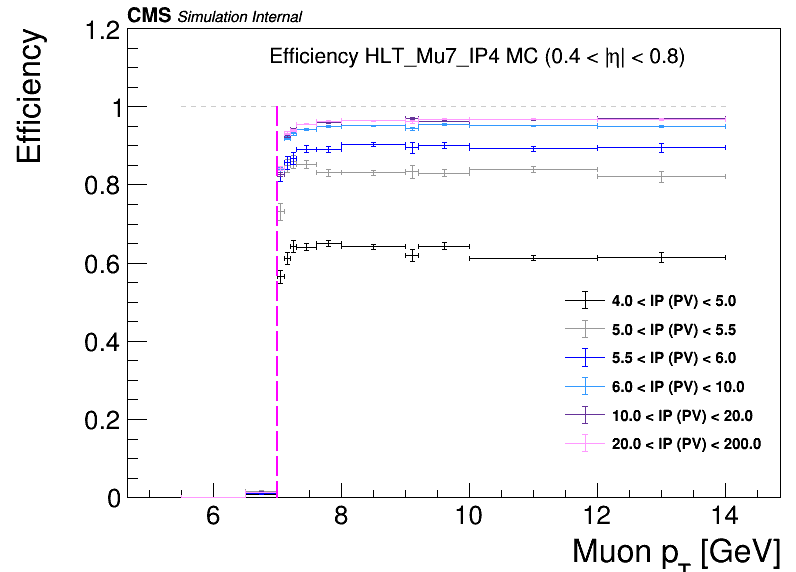 CMS Simulation Internal
Efficiency HLT_Mu7_IP4 MC (0.4 < |η| < 0.8)
Efficiency
1.2
1
0.8
0.6
0.4
0.2
0
4.0 < IP (PV) < 5.0
5.0 < IP (PV) < 5.5
5.5 < IP (PV) < 6.0
6.0 < IP (PV) < 10.0
10.0 < IP (PV) < 20.0
20.0 < IP (PV) < 200.0
6 8 10 12 14
Muon p_T [GeV]